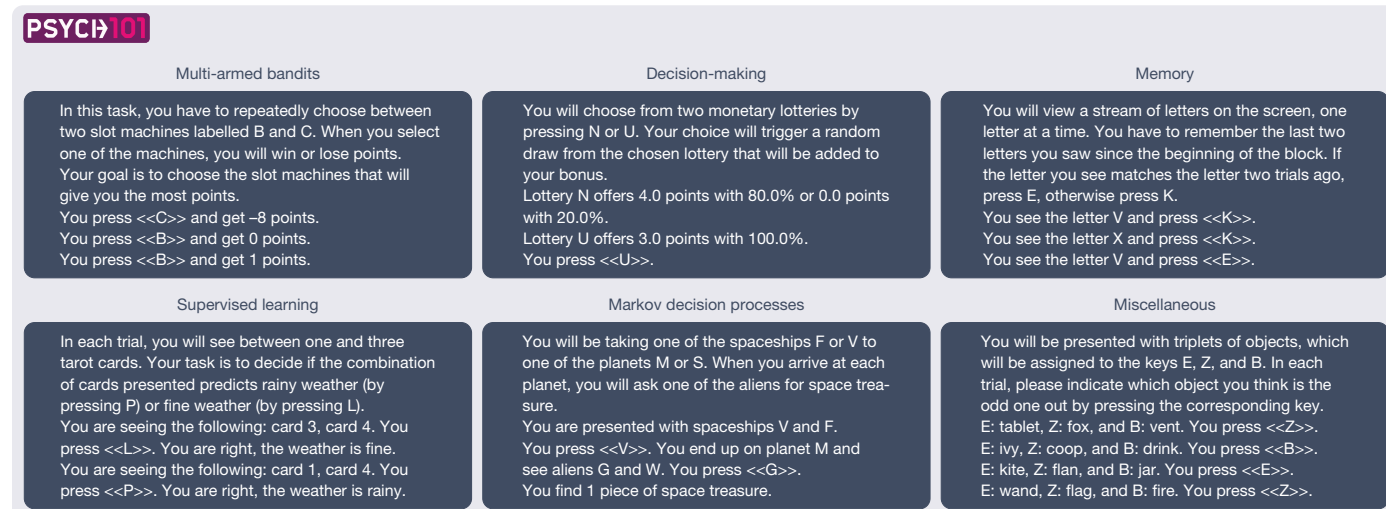 PSYCH101
Multi-armed bandits
In this task, you have to repeatedly choose between
two slot machines labelled B and C. When you select
one of the machines, you will win or lose points.
Your goal is to choose the slot machines that will
give you the most points.
You press <<C>> and get –8 points.
You press <<B>> and get 0 points.
You press <<B>> and get 1 points.
Decision-making
You will choose from two monetary lotteries by
pressing N or U. Your choice will trigger a random
draw from the chosen lottery that will be added to
your bonus.
Lottery N offers 4.0 points with 80.0% or 0.0 points
with 20.0%.
Lottery U offers 3.0 points with 100.0%.
You press <<U>>.
Memory
You will view a stream of letters on the screen, one
letter at a time. You have to remember the last two
letters you saw since the beginning of the block. If
the letter you see matches the letter two trials ago,
press E, otherwise press K.
You see the letter V and press <<K>>.
You see the letter X and press <<K>>.
You see the letter V and press <<E>>.
Supervised learning
In each trial, you will see between one and three
tarot cards. Your task is to decide if the combination
of cards presented predicts rainy weather (by
pressing P) or fine weather (by pressing L).
You are seeing the following: card 3, card 4. You
press <<L>>. You are right, the weather is fine.
You are seeing the following: card 1, card 4. You
press <<P>>. You are right, the weather is rainy.
Markov decision processes
You will be taking one of the spaceships F or V to
one of the planets M or S. When you arrive at each
planet, you will ask one of the aliens for space trea-
sure.
You are presented with spaceships V and F.
You press <<V>>. You end up on planet M and
see aliens G and W. You press <<G>>.
You find 1 piece of space treasure.
Miscellaneous
You will be presented with triplets of objects, which
will be assigned to the keys E, Z, and B. In each
trial, please indicate which object you think is the
odd one out by pressing the corresponding key.
E: tablet, Z: fox, and B: vent. You press <<Z>>.
E: ivy, Z: coop, and B: drink. You press <<B>>.
E: kite, Z: flan, and B: jar. You press <<E>>.
E: wand, Z: flag, and B: fire. You press <<Z>>.